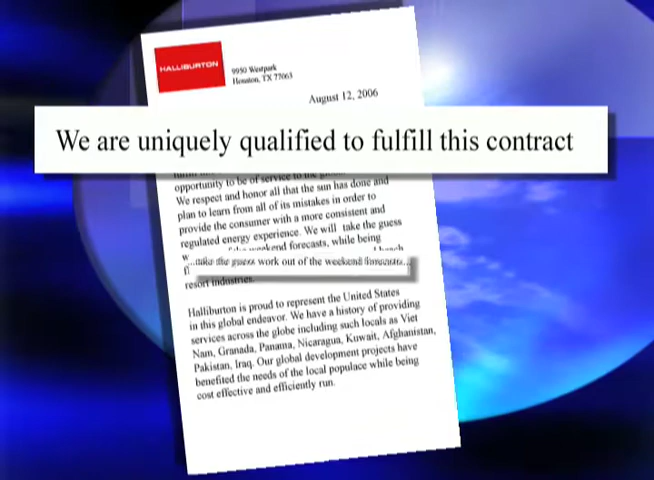 HALLIBURTON
9950 Westpark
Houston, TX 77063
August 12, 2006
We are uniquely qualified to fulfill this contract
opportunity to be of service to the
We respect and honor all that the sun has done and
plan to learn from all of its mistakes in order to
provide the consumer with a more consistent and
regulated energy experience. We will take the guess
weekend forecasts, while being
...take the guess work out of the weekend forecasts...
resort industries.
Halliburton is proud to represent the United States
in this global endeavor. We have a history of providing
services across the globe including such locals as Viet
Nam, Granada, Panama, Nicaragua, Kuwait, Afghanistan,
Pakistan, Iraq. Our global development projects have
benefited the needs of the local populace while being
cost effective and efficiently run.